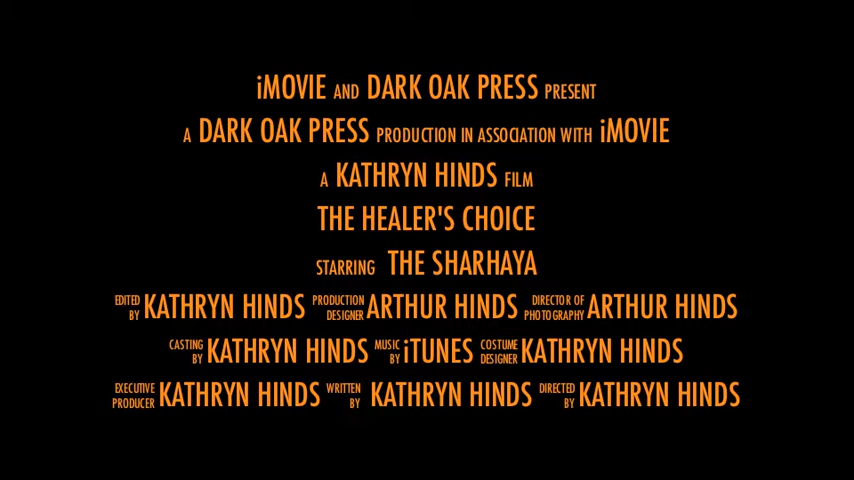 iMOVIE AND DARK OAK PRESS PRESENT
A DARK OAK PRESS PRODUCTION IN ASSOCIATION WITH iMOVIE
A KATHRYN HINDS FILM
THE HEALER'S CHOICE
STARRING THE SHARHAYA
EDITED BY KATHRYN HINDS PRODUCTION DESIGNER ARTHUR HINDS DIRECTOR OF PHOTOGRAPHY ARTHUR HINDS
CASTING BY KATHRYN HINDS MUSIC BY iTUNES COSTUME DESIGNER KATHRYN HINDS
EXECUTIVE PRODUCER KATHRYN HINDS WRITTEN BY KATHRYN HINDS DIRECTED BY KATHRYN HINDS